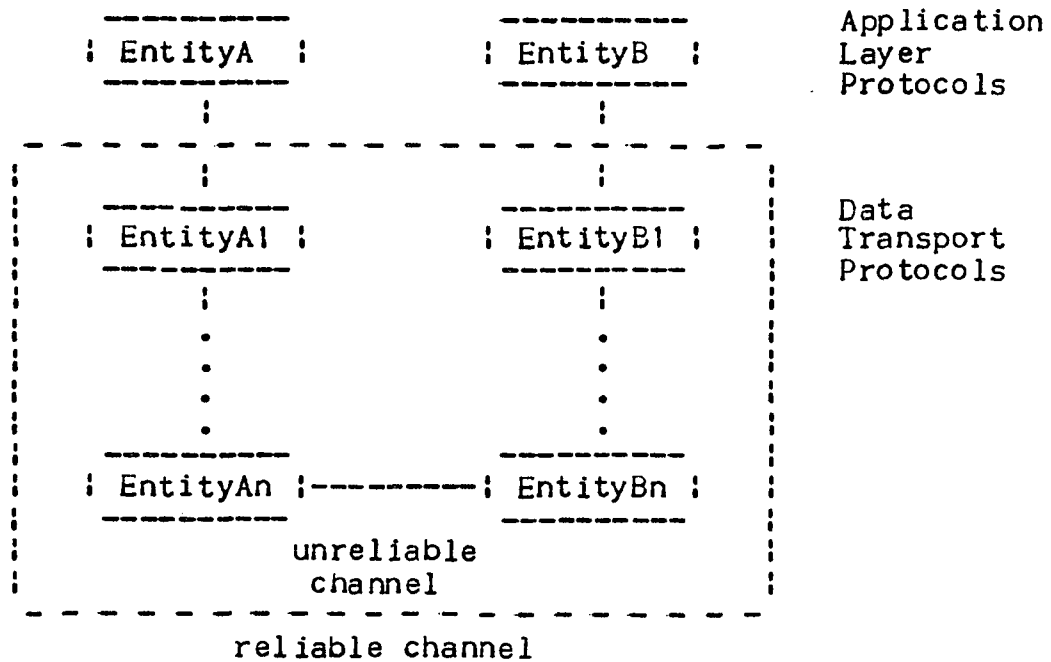 EntityA EntityB Application
Layer
Protocols
EntityA1 EntityB1 Data
Transport
Protocols
EntityAn EntityBn
unreliable
channel
reliable channel